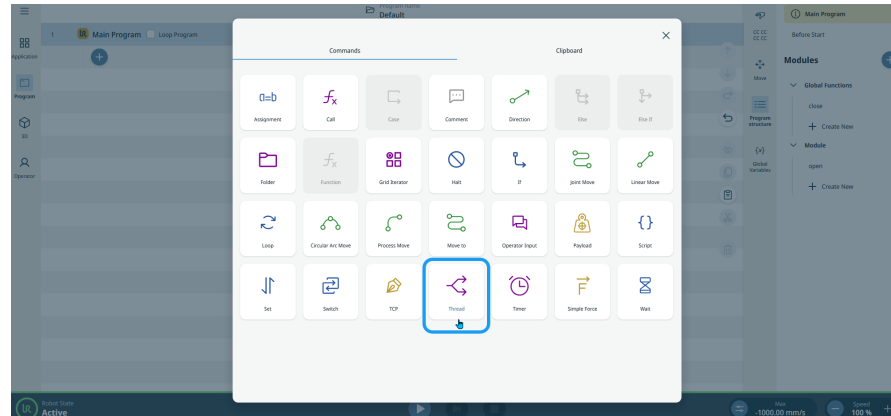 Program Name
Default
1 Main Program Loop Program
Application
Program
3D
Operator
Commands
Clipboard
a=b
Assignment
Call
Case
Comment
Direction
Else
Else If
Folder
Function
Grid Iterator
Halt
If
Joint Move
Linear Move
Loop
Circular Arc Move
Process Move
Move to
Operator Input
Payload
Script
Set
Switch
TCP
Thread
Timer
Simple Force
Wait
Move
Program
structure
{x}
Global
Variables
Main Program
Before Start
Modules
Global Functions
close
Create New
Module
open
Create New
Robot State
Active
Max
-1000.00 mm/s
Speed
100 %